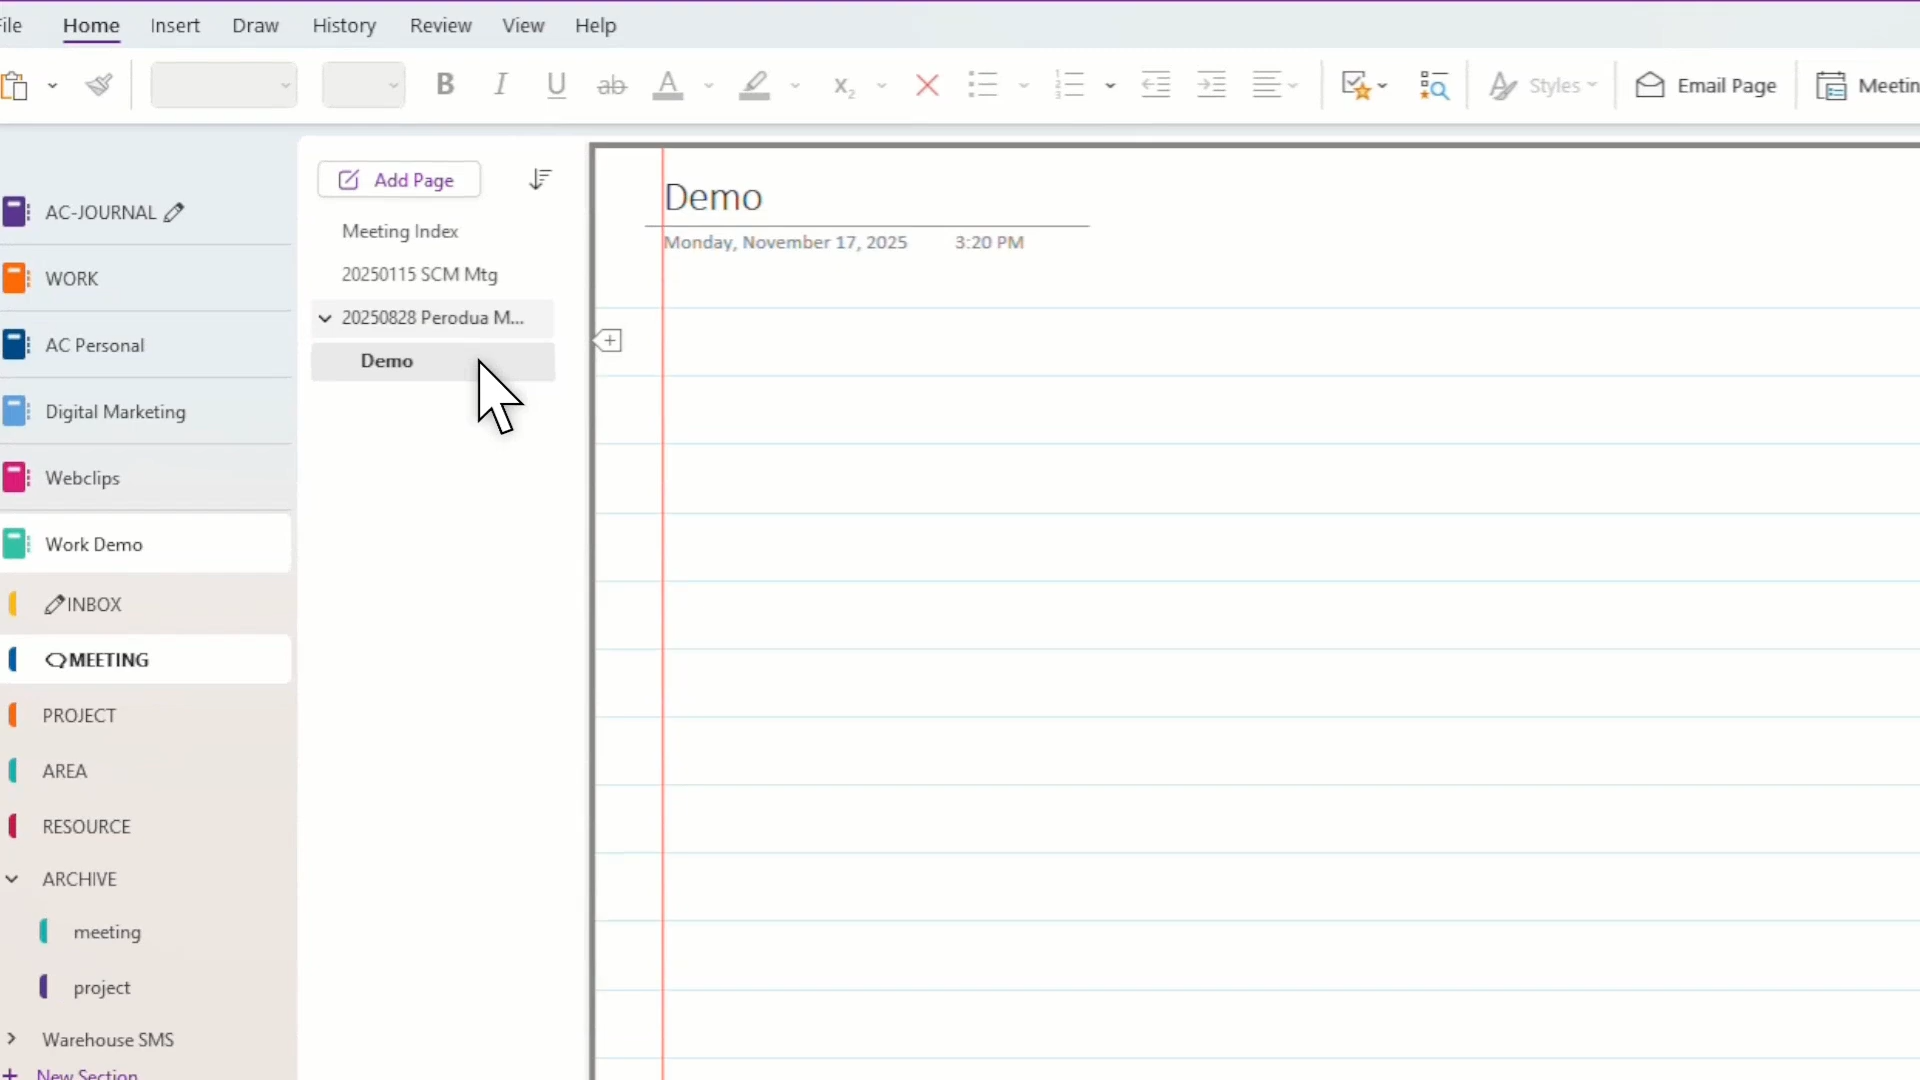 File Home Insert Draw History Review View Help
B I U ab A x₂ Styles Email Page Meetin
Add Page
Meeting Index
20250115 SCM Mtg
20250828 Perodua M...
Demo
AC-JOURNAL
WORK
AC Personal
Digital Marketing
Webclips
Work Demo
INBOX
MEETING
PROJECT
AREA
RESOURCE
ARCHIVE
meeting
project
Warehouse SMS
New Section
Demo
Monday, November 17, 2025 3:20 PM